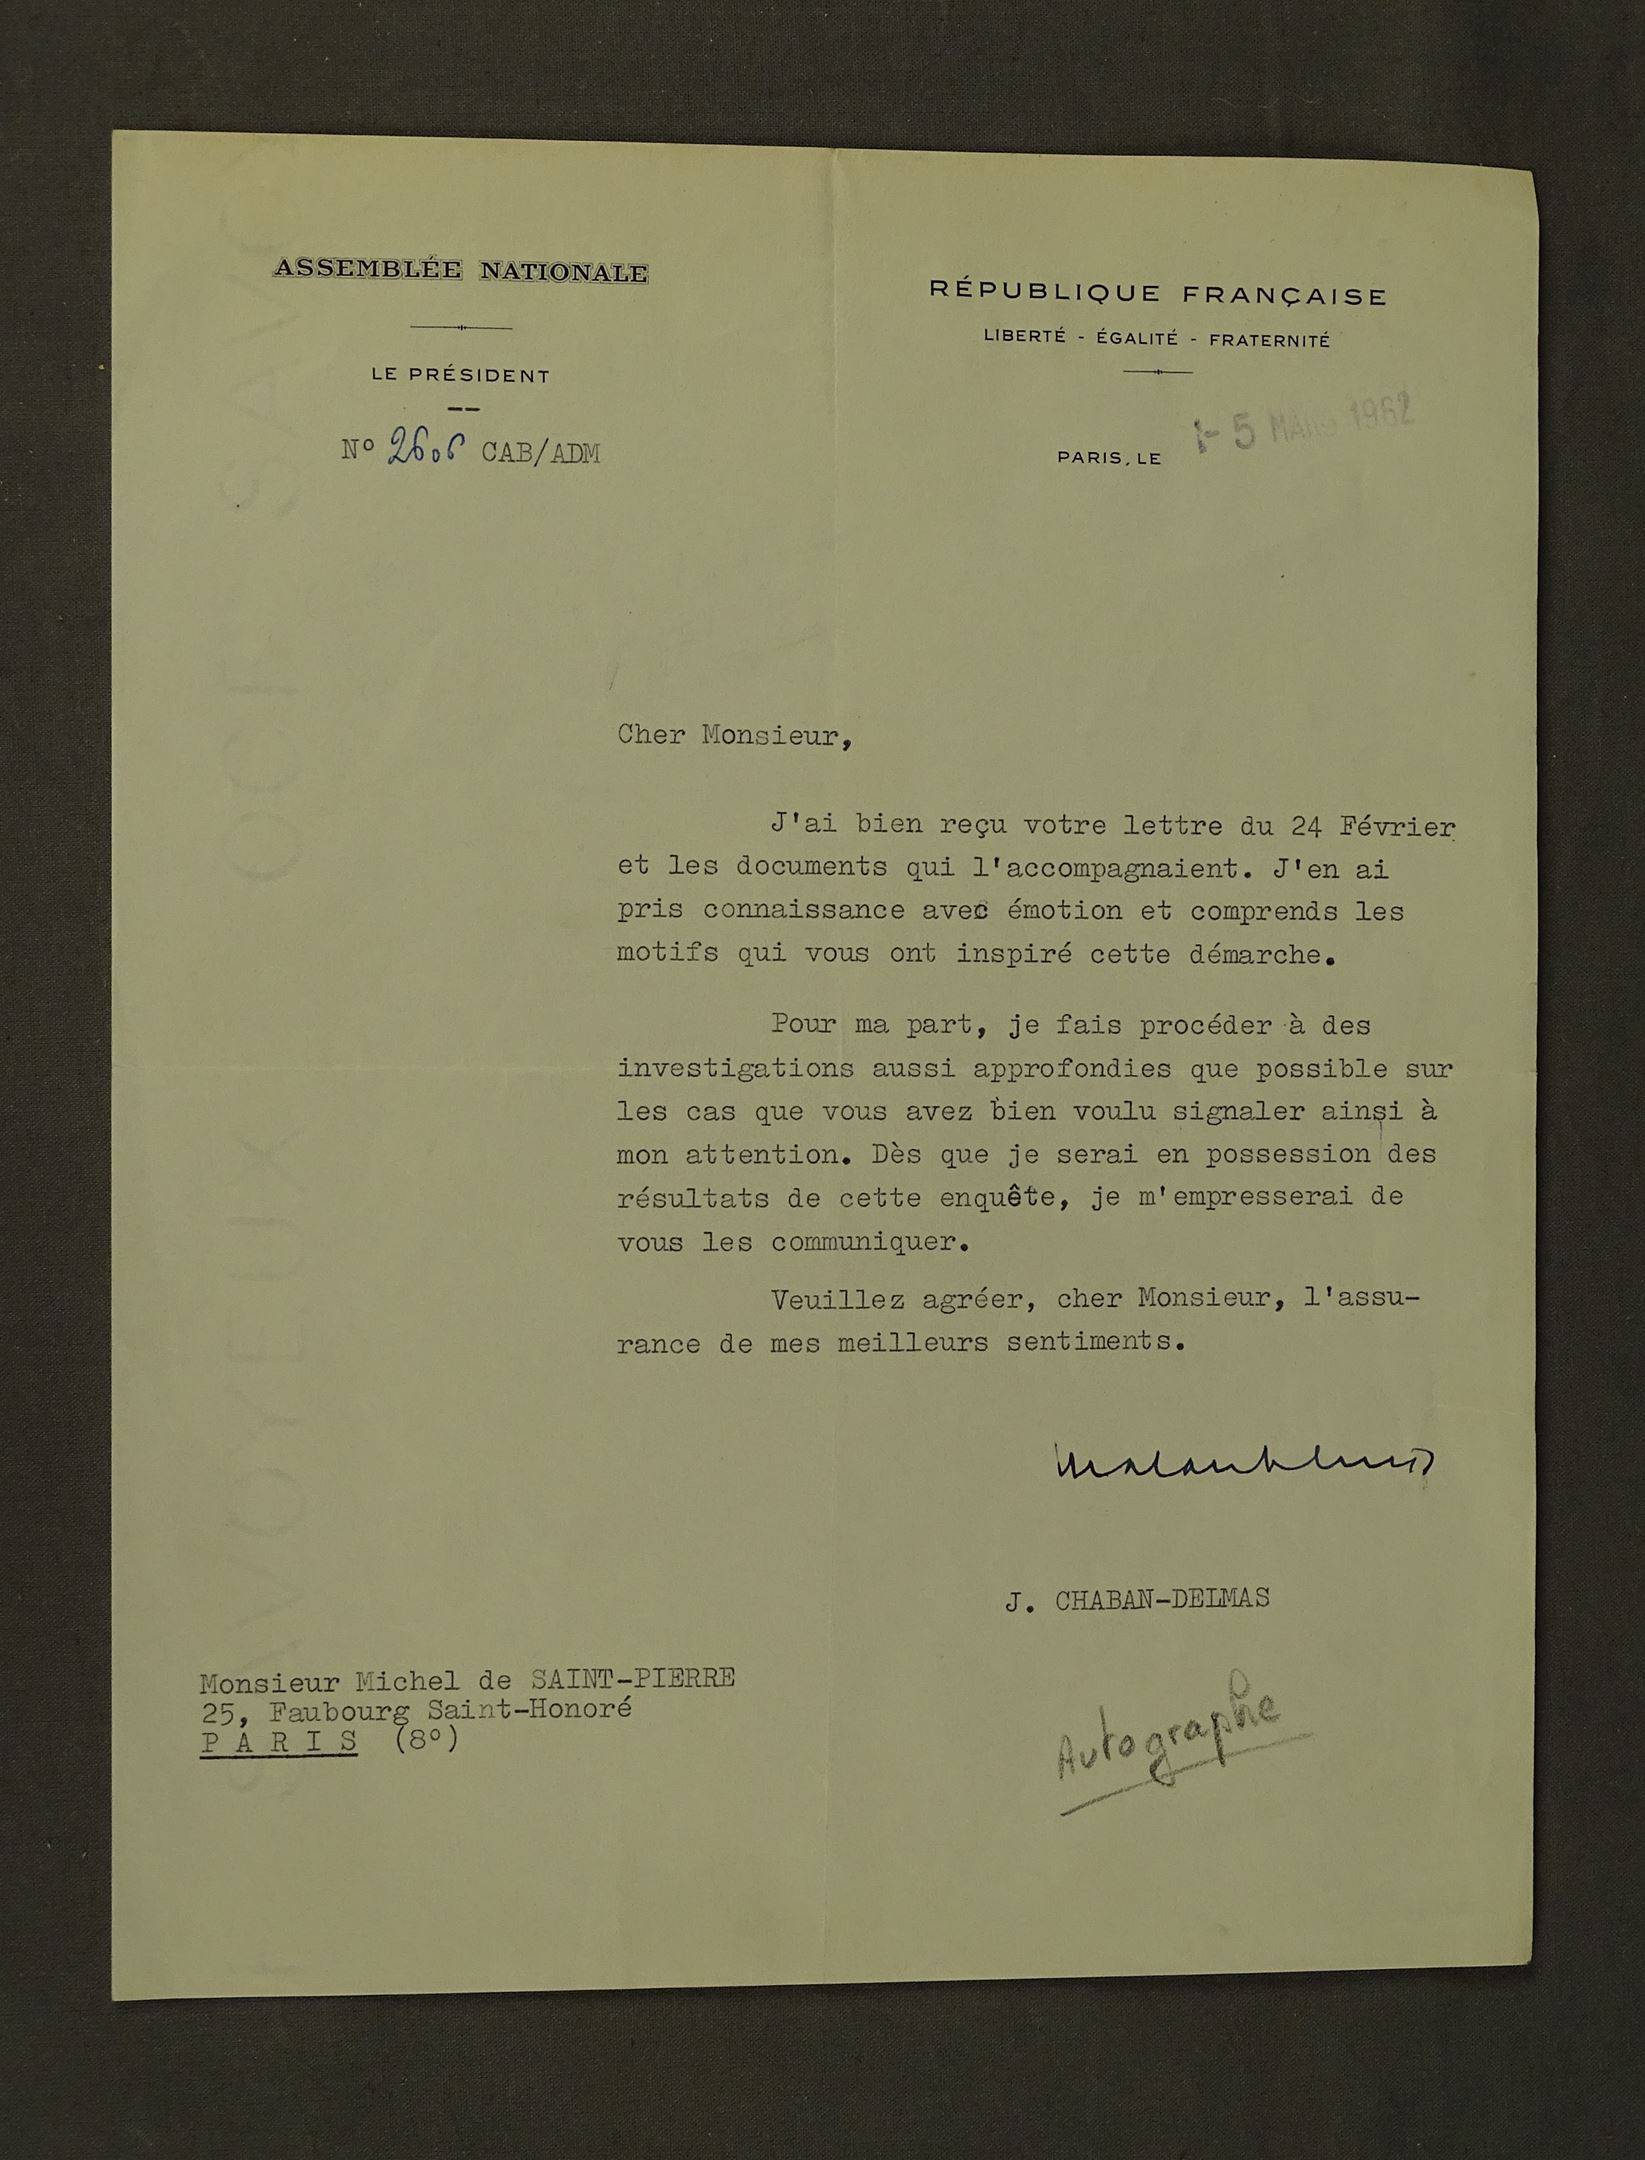 ASSEMBLÉE NATIONALE
LE PRÉSIDENT
N° 2606 CAB/ADM
RÉPUBLIQUE FRANÇAISE
LIBERTÉ - ÉGALITÉ - FRATERNITÉ
PARIS, LE - 5 MARS 1962
Cher Monsieur,
J'ai bien reçu votre lettre du 24 Février
et les documents qui l'accompagnaient. J'en ai
pris connaissance avec émotion et comprends les
motifs qui vous ont inspiré cette démarche.
Pour ma part, je fais procéder à des
investigations aussi approfondies que possible sur
les cas que vous avez bien voulu signaler ainsi à
mon attention. Dès que je serai en possession des
résultats de cette enquête, je m'empresserai de
vous les communiquer.
Veuillez agréer, cher Monsieur, l'assu-
rance de mes meilleurs sentiments.
J. CHABAN-DELMAS
Monsieur Michel de SAINT-PIERRE
25, Faubourg Saint-Honoré
P A R I S (8°)
Autographe